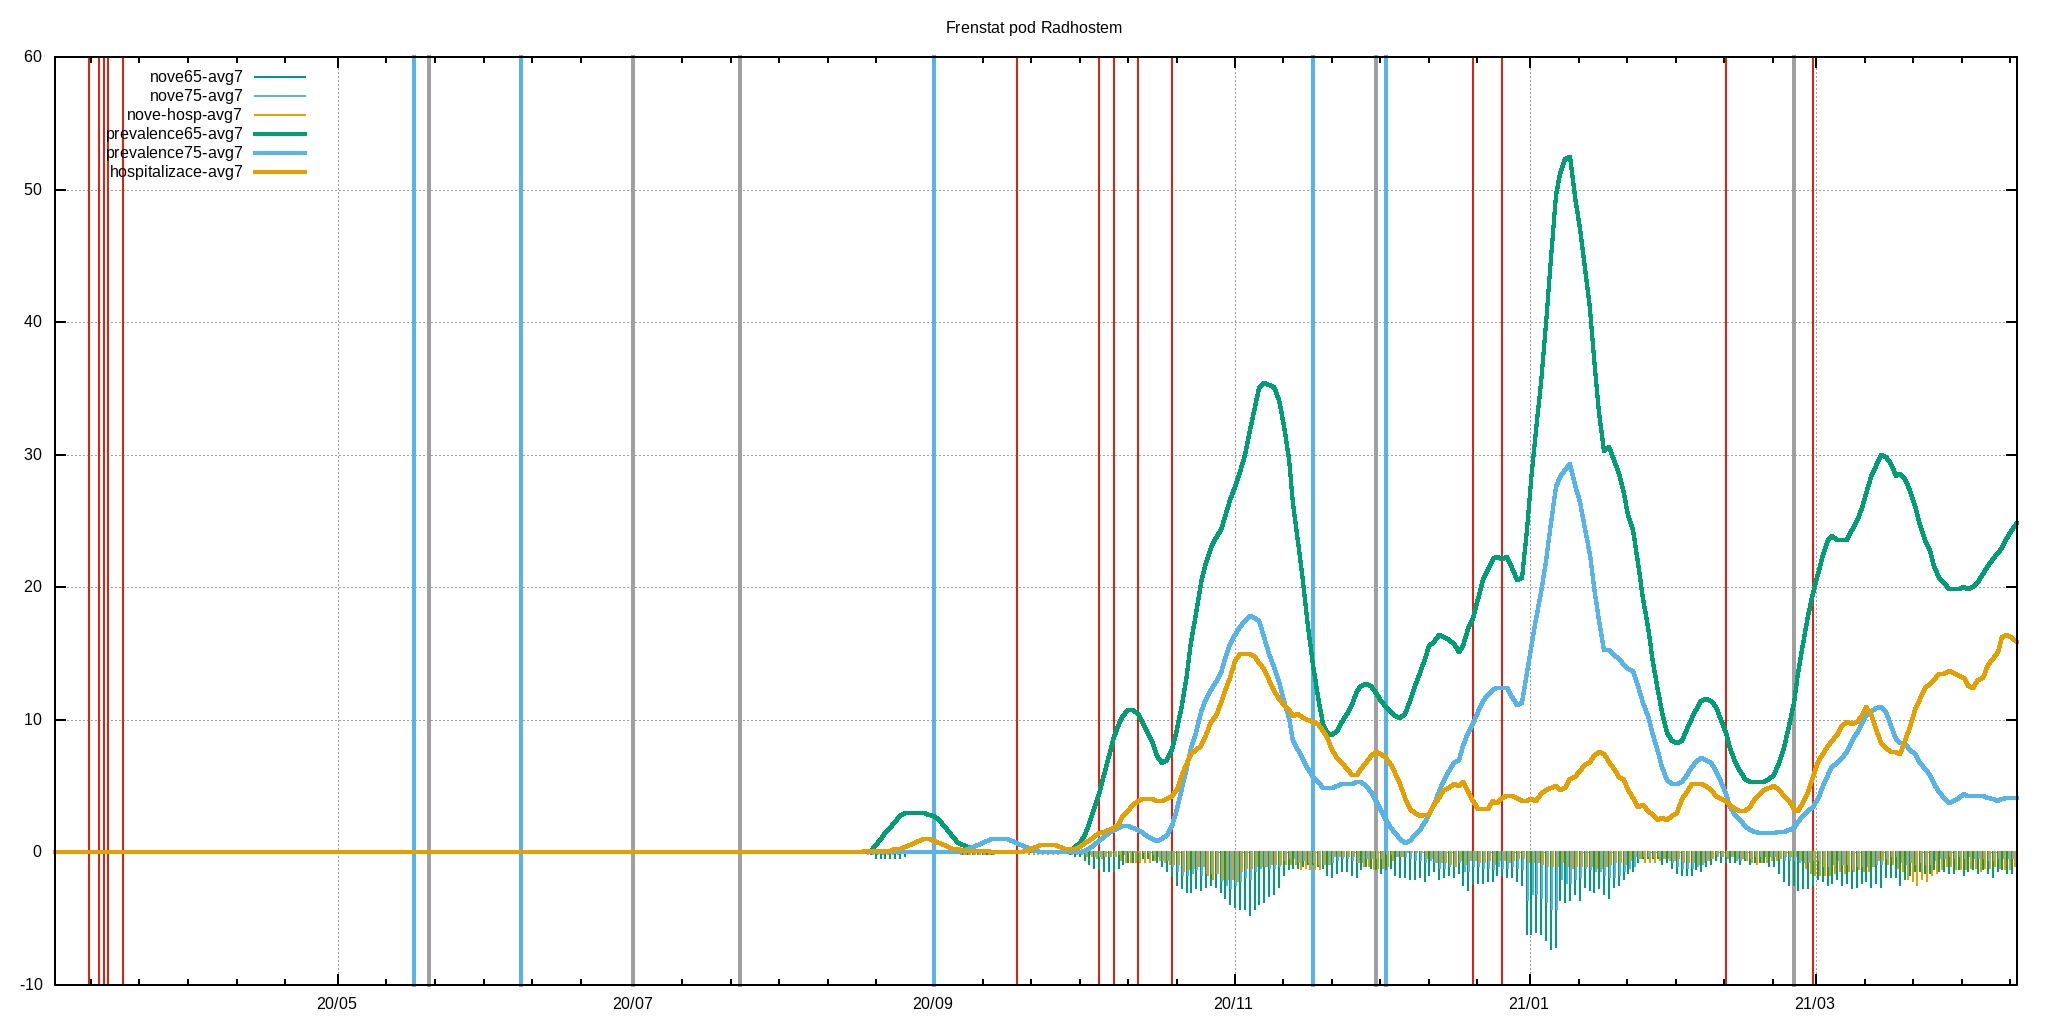 Frenstat pod Radhostem
60
50
40
30
20
10
0
-10
nove65-avg7
nove75-avg7
nove-hosp-avg7
prevalence65-avg7
prevalence75-avg7
hospitalizace-avg7
20/05 20/07 20/09 20/11 21/01 21/03